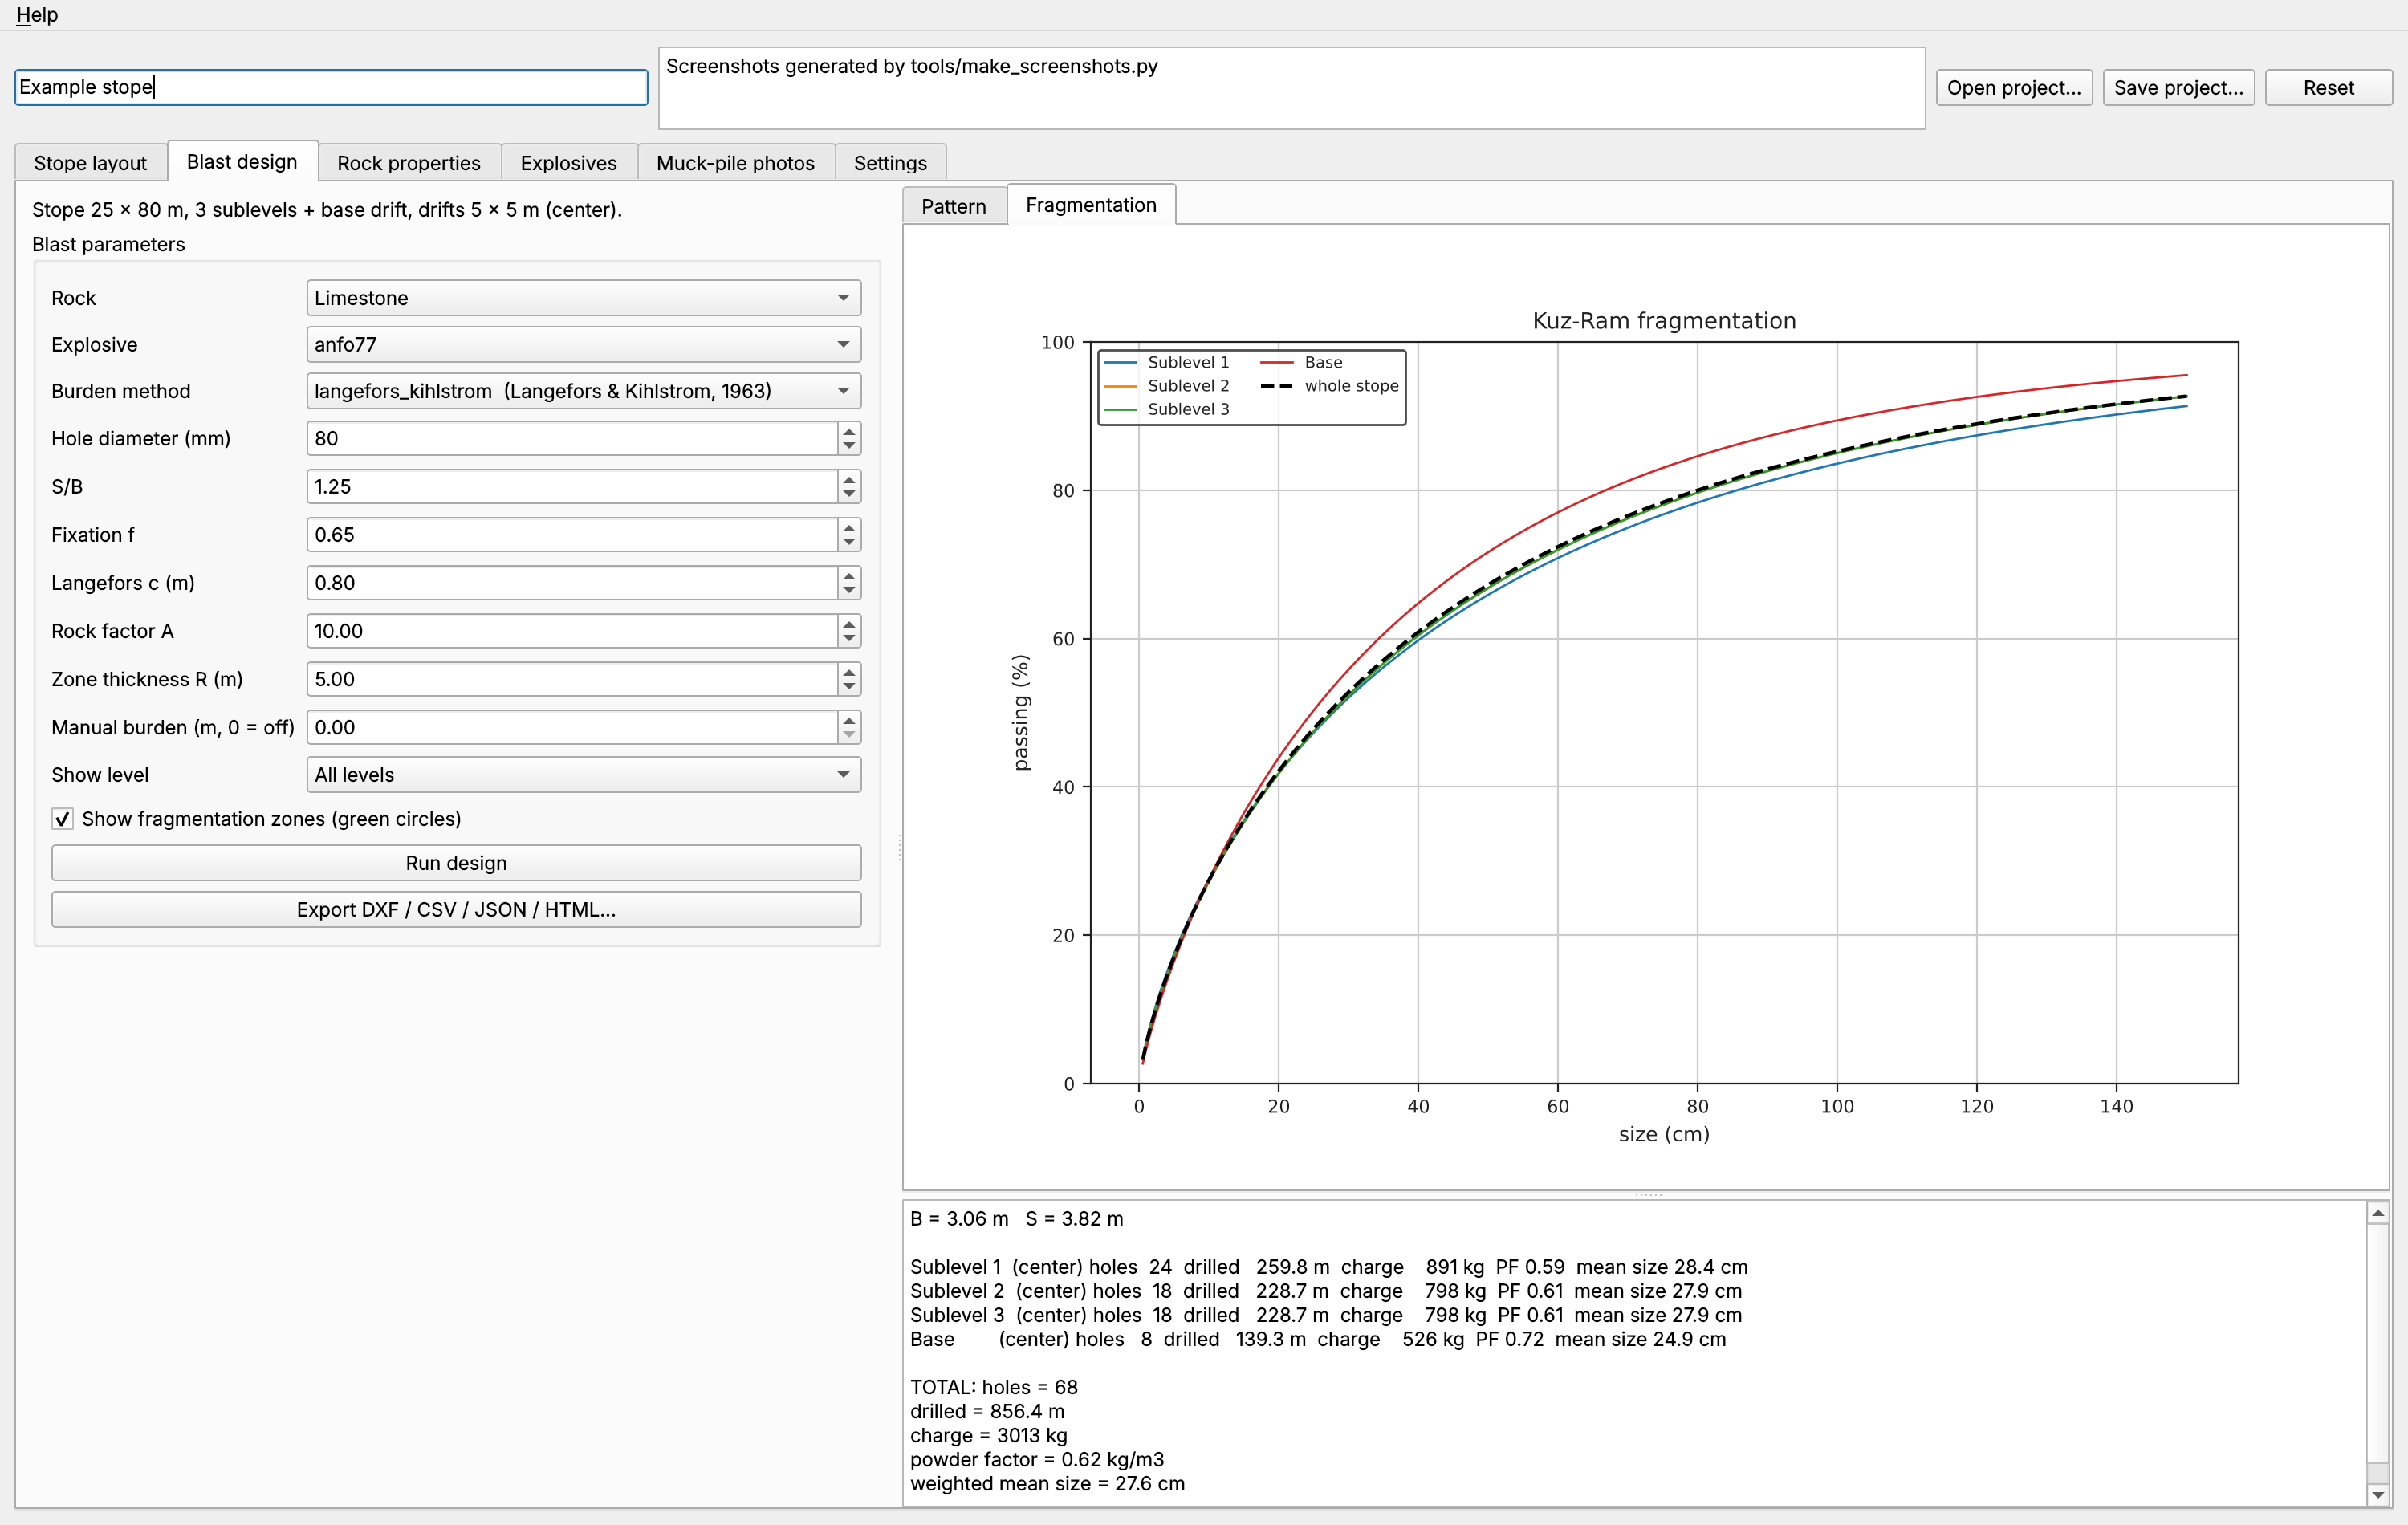 Help
Example stope
Screenshots generated by tools/make_screenshots.py
Open project...
Save project...
Reset
Stope layout
Blast design
Rock properties
Explosives
Muck-pile photos
Settings
Stope 25 × 80 m, 3 sublevels + base drift, drifts 5 × 5 m (center).
Blast parameters
Rock
Limestone
Explosive
anfo77
Burden method
langefors_kihlstrom (Langefors & Kihlstrom, 1963)
Hole diameter (mm)
80
S/B
1.25
Fixation f
0.65
Langefors c (m)
0.80
Rock factor A
10.00
Zone thickness R (m)
5.00
Manual burden (m, 0 = off)
0.00
Show level
All levels
Show fragmentation zones (green circles)
Run design
Export DXF / CSV / JSON / HTML...
Pattern
Fragmentation
Kuz-Ram fragmentation
Sublevel 1
Sublevel 2
Sublevel 3
Base
whole stope
passing (%)
100
80
60
40
20
0
0
20
40
60
80
100
120
140
size (cm)
B = 3.06 m S = 3.82 m
Sublevel 1 (center) holes 24 drilled 259.8 m charge 891 kg PF 0.59 mean size 28.4 cm
Sublevel 2 (center) holes 18 drilled 228.7 m charge 798 kg PF 0.61 mean size 27.9 cm
Sublevel 3 (center) holes 18 drilled 228.7 m charge 798 kg PF 0.61 mean size 27.9 cm
Base (center) holes 8 drilled 139.3 m charge 526 kg PF 0.72 mean size 24.9 cm
TOTAL: holes = 68
drilled = 856.4 m
charge = 3013 kg
powder factor = 0.62 kg/m3
weighted mean size = 27.6 cm